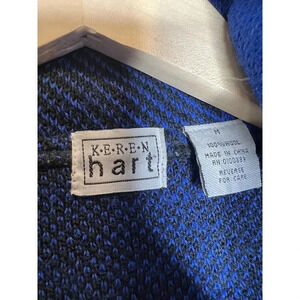 K·E·R·E·N
hart
M
100% WOOL
MADE IN CHINA
REVERSE
FOR CARE